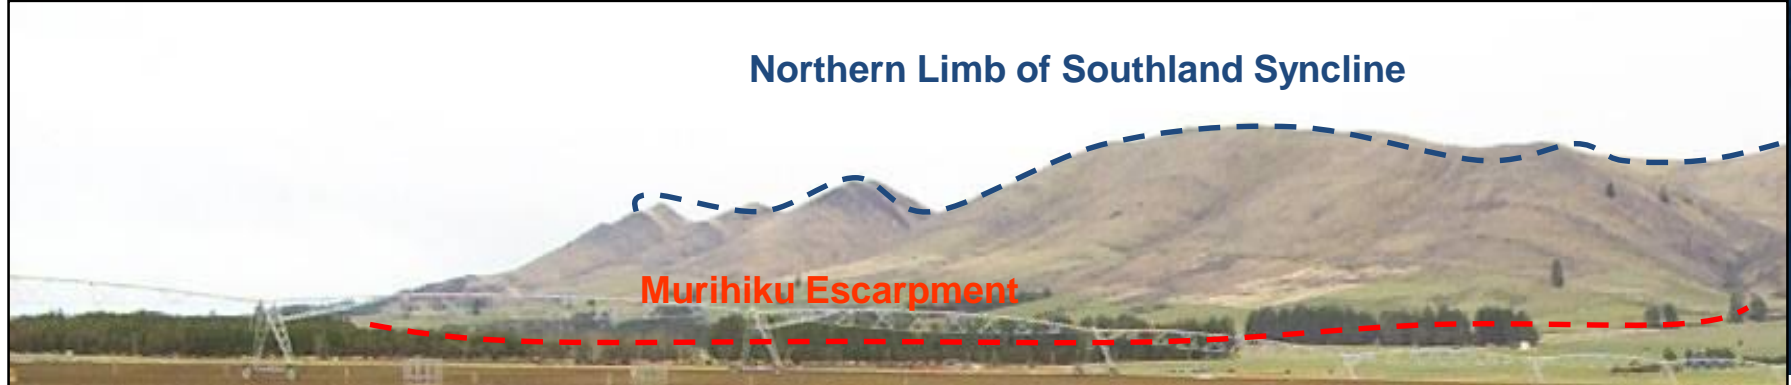 Northern Limb of Southland Syncline
Murihiku Escarpment